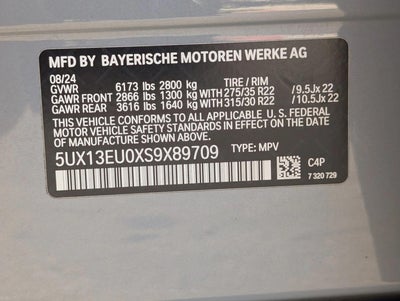 MFD BY BAYERISCHE MOTOREN WERKE AG
08/24
GVWR 6173 lbs 2800 kg TIRE / RIM
GAWR FRONT 2866 lbs 1300 kg WITH 275/35 R22 /9.5Jx 22
GAWR REAR 3616 lbs 1640 kg WITH 315/30 R22 /10.5Jx 22
THIS VEHICLE CONFORMS TO ALL APPLICABLE U. S. FEDERAL
MOTOR VEHICLE SAFETY STANDARDS IN EFFECT ON THE DATE
OF MANUFACTURE SHOWN ABOVE.
5UX13EU0XS9X89709 TYPE: MPV
C4P
7 320 729